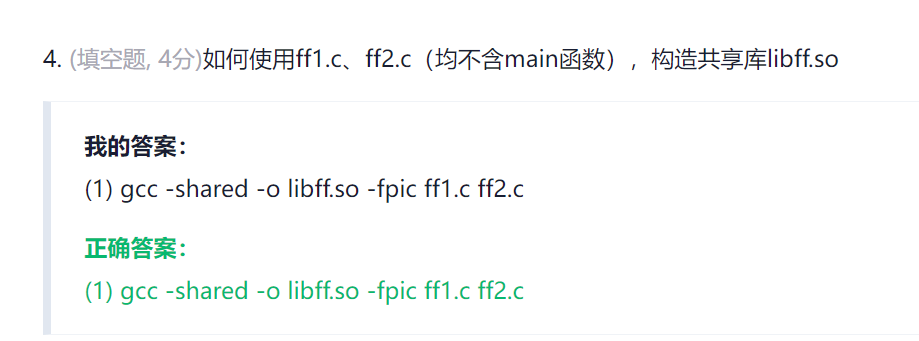 4. (填空题, 4分)如何使用ff1.c、ff2.c（均不含main函数），构造共享库libff.so
我的答案：
(1) gcc -shared -o libff.so -fpic ff1.c ff2.c
正确答案：
(1) gcc -shared -o libff.so -fpic ff1.c ff2.c